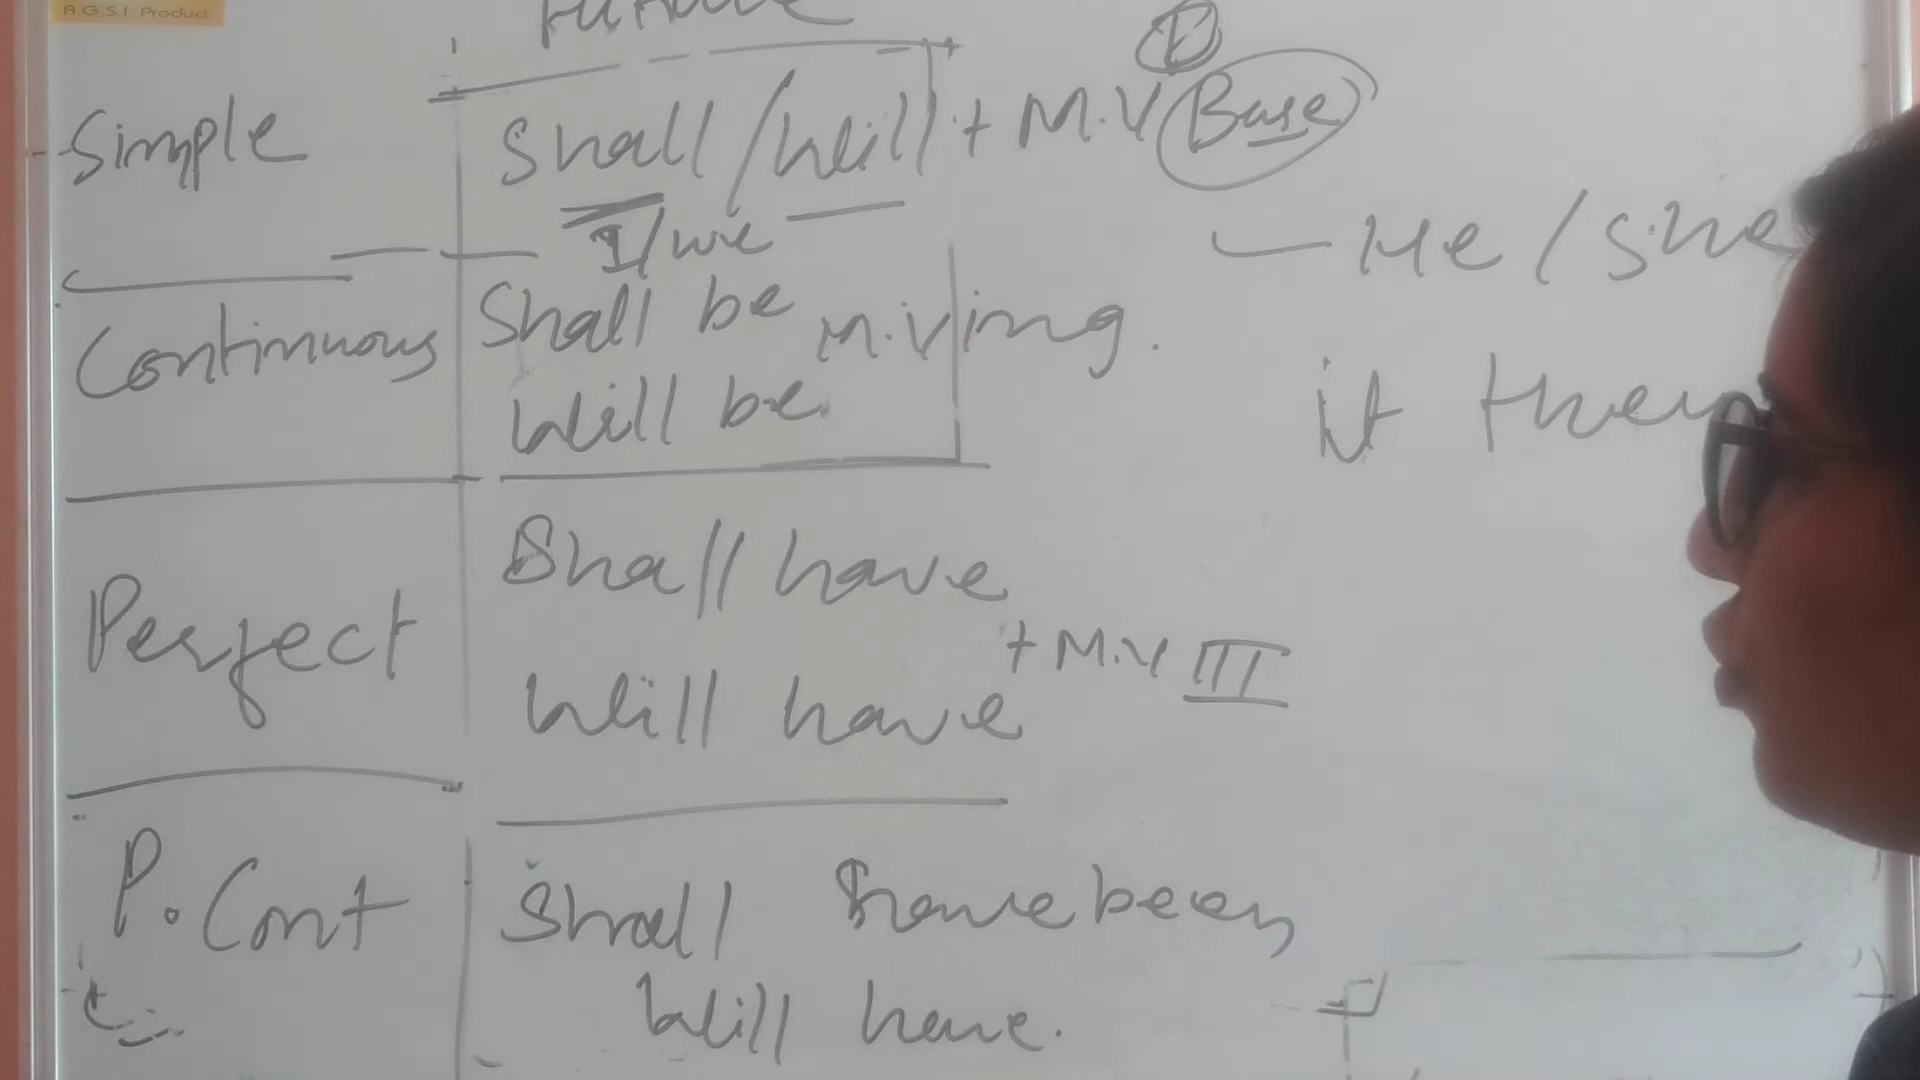 A.G.S.I. Product
Future
Simple Shall/Will + M.V Base
I
I/we
He / She
Continuous Shall be M.V ing.
Will be
it they
Perfect Shall have
+ M.V III
Will have
P. Cont Shall have been
Will have.